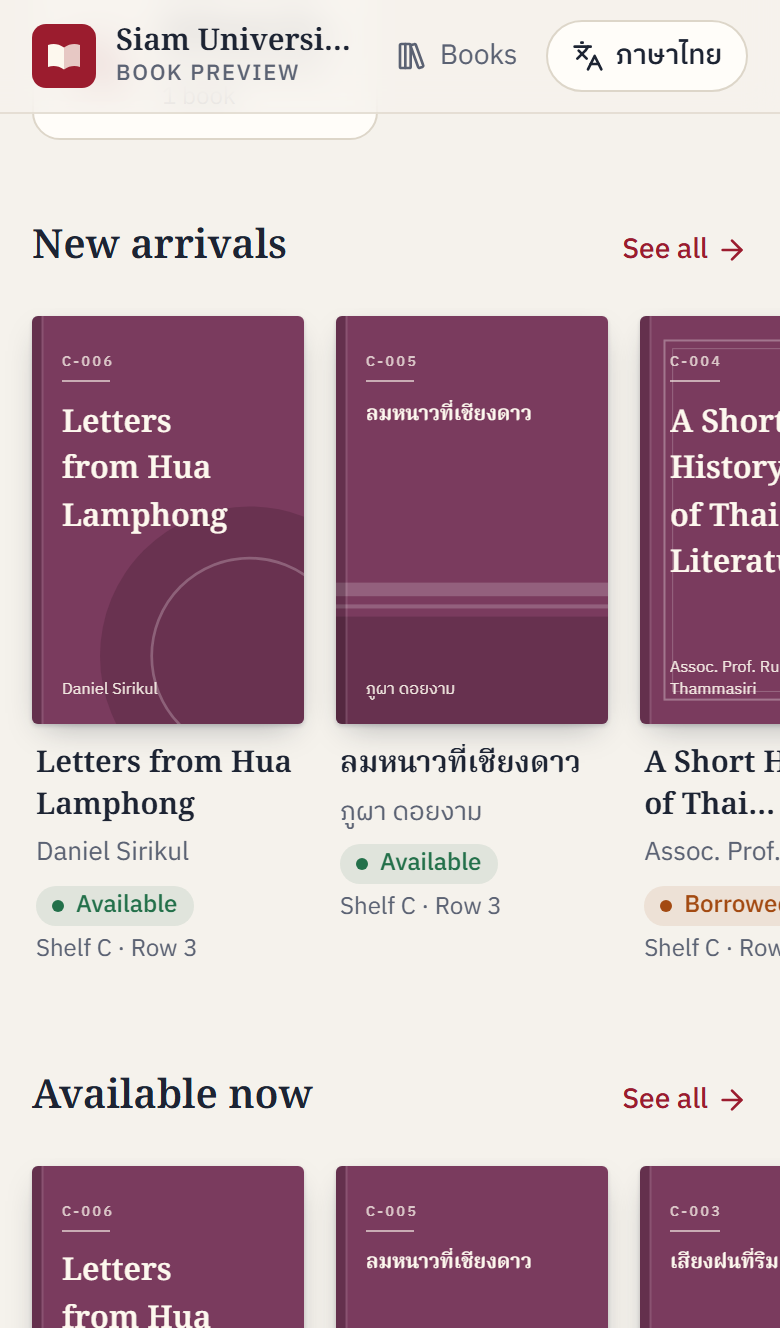 Siam Universi...
BOOK PREVIEW
Books
ภาษาไทย
1 book
New arrivals
See all →
C-006
Letters
from Hua
Lamphong
Daniel Sirikul
C-005
ลมหนาวที่เชียงดาว
ภูผา ดอยงาม
C-004
A Short
History
of Thai
Literatu
Assoc. Prof. Ru
Thammasiri
Letters from Hua
Lamphong
Daniel Sirikul
Available
Shelf C · Row 3
ลมหนาวที่เชียงดาว
ภูผา ดอยงาม
Available
Shelf C · Row 3
A Short H
of Thai...
Assoc. Prof.
Borrowe
Shelf C · Row
Available now
See all →
C-006
Letters
from Hua
C-005
ลมหนาวที่เชียงดาว
C-003
เสียงฝนที่ริม